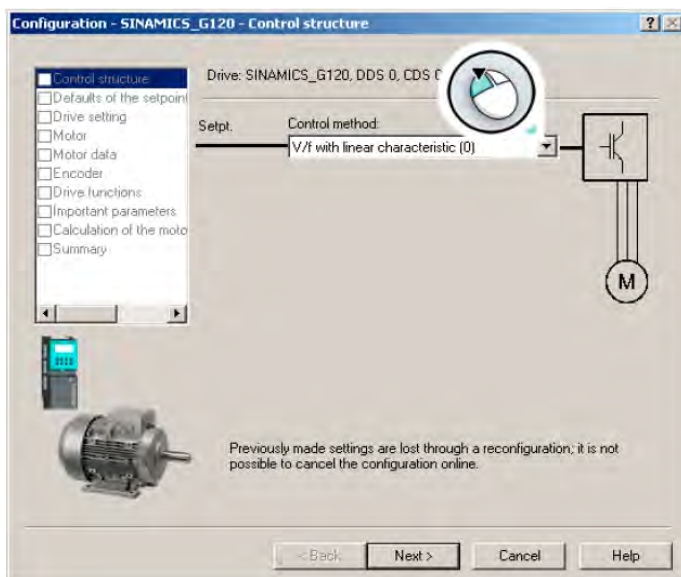 Configuration - SINAMICS_G120 - Control structure
Control structure
Defaults of the setpoint
Drive setting
Motor
Motor data
Encoder
Drive functions
Important parameters
Calculation of the moto
Summary
Drive: SINAMICS_G120, DDS 0, CDS
Setpt.
Control method:
V/f with linear characteristic (0)
M
Previously made settings are lost through a reconfiguration; it is not
possible to cancel the configuration online.
< Back
Next >
Cancel
Help